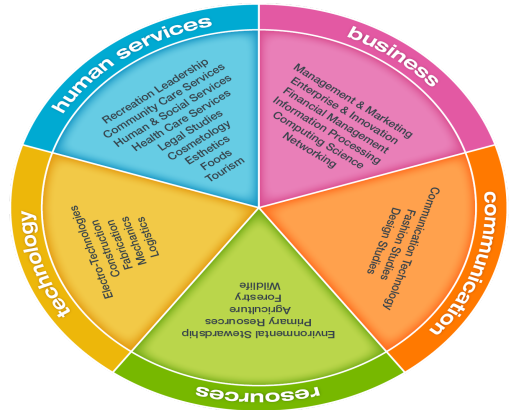 human services
Recreation Leadership
Community Care Services
Human & Social Services
Health Care Services
Legal Studies
Cosmetology
Esthetics
Foods
Tourism
business
Management & Marketing
Enterprise & Innovation
Financial Management
Information Processing
Computing Science
Networking
communication
Communication Technology
Fashion Studies
Design Studies
resources
Environmental Stewardship
Primary Resources
Agriculture
Forestry
Wildlife
technology
Electro-Technologies
Construction
Fabrication
Mechanics
Logistics